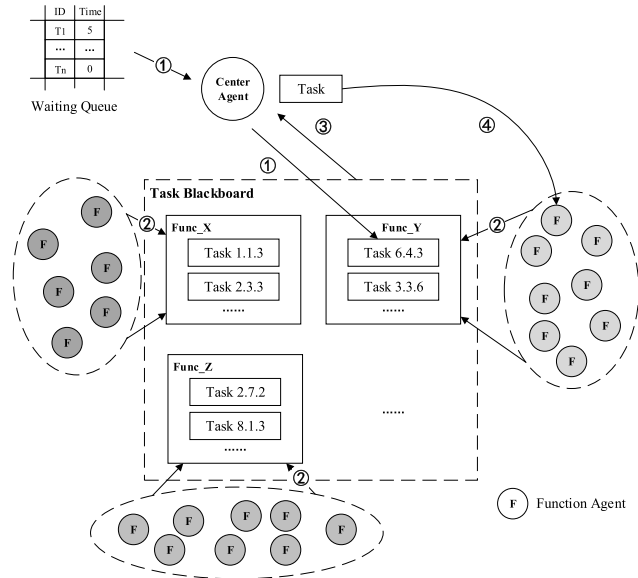 ID Time
T1 5
... ...
Tn 0
Waiting Queue
①
Center
Agent
Task
③
④
①
Task Blackboard
②
②
Func_X
Func_Y
Task 1.1.3
Task 6.4.3
Task 2.3.3
Task 3.3.6
......
......
F
F
F
F
F
F
F
F
F
F
F
F
F
F
Func_Z
Task 2.7.2
Task 8.1.3
......
......
②
F
F
F
F
F
F
F
F
F
F Function Agent